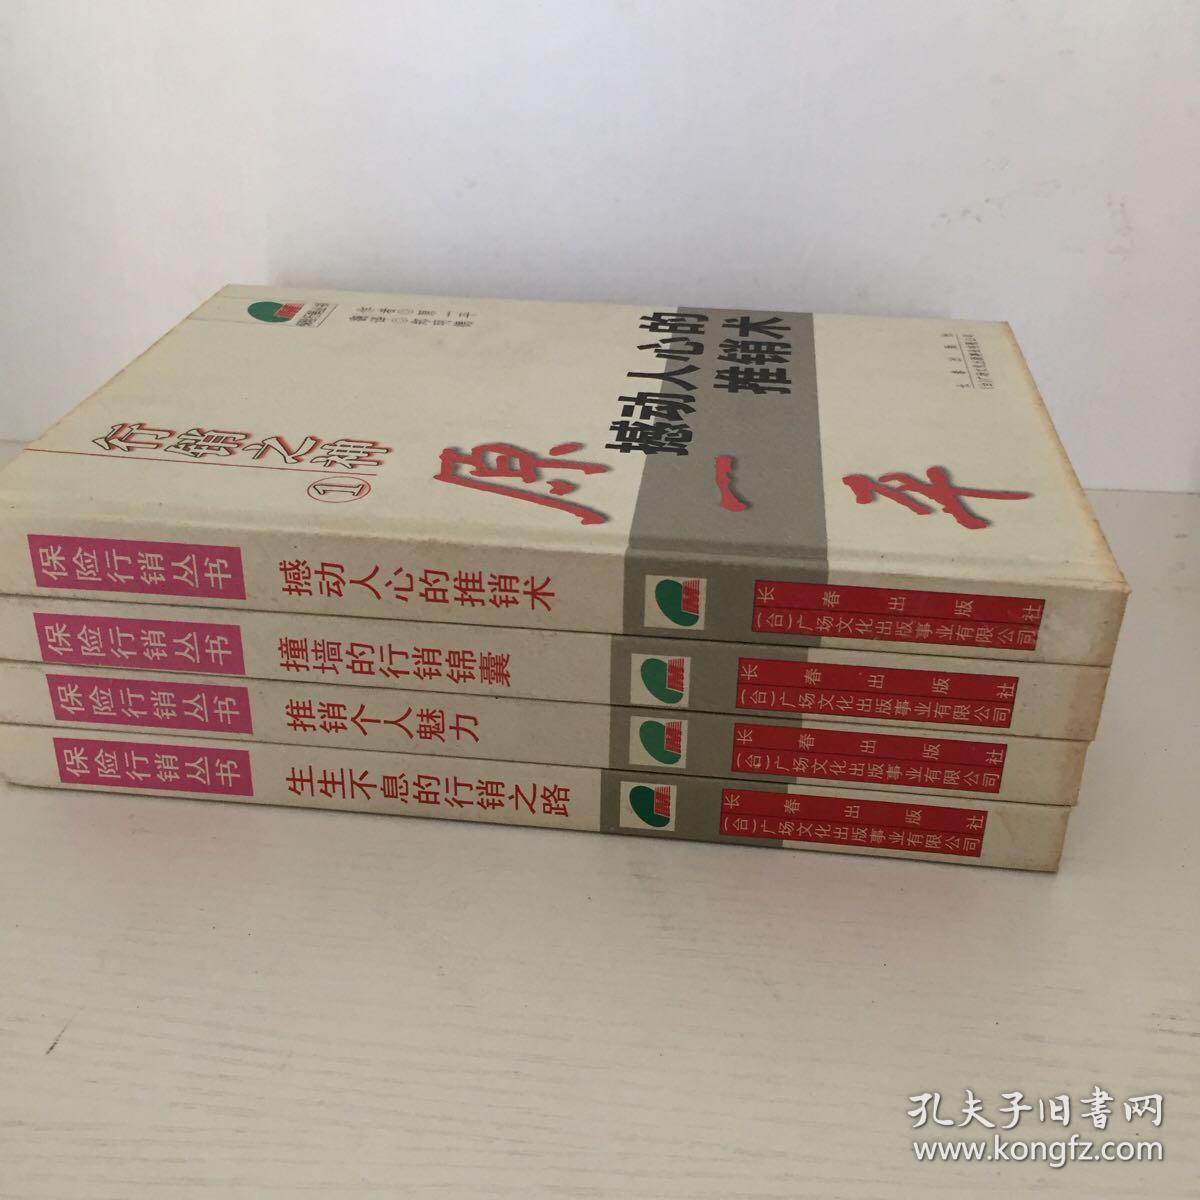 行销之神
①
原一平
撼动人心的
推销术
保险行销丛书
撼动人心的推销术
长春出版社
(台)广场文化出版事业有限公司
保险行销丛书
撞墙的行销锦囊
长春出版社
(台)广场文化出版事业有限公司
保险行销丛书
推销个人魅力
长春出版社
(台)广场文化出版事业有限公司
保险行销丛书
生生不息的行销之路
长春出版社
(台)广场文化出版事业有限公司
孔夫子旧書网
www.kongfz.com